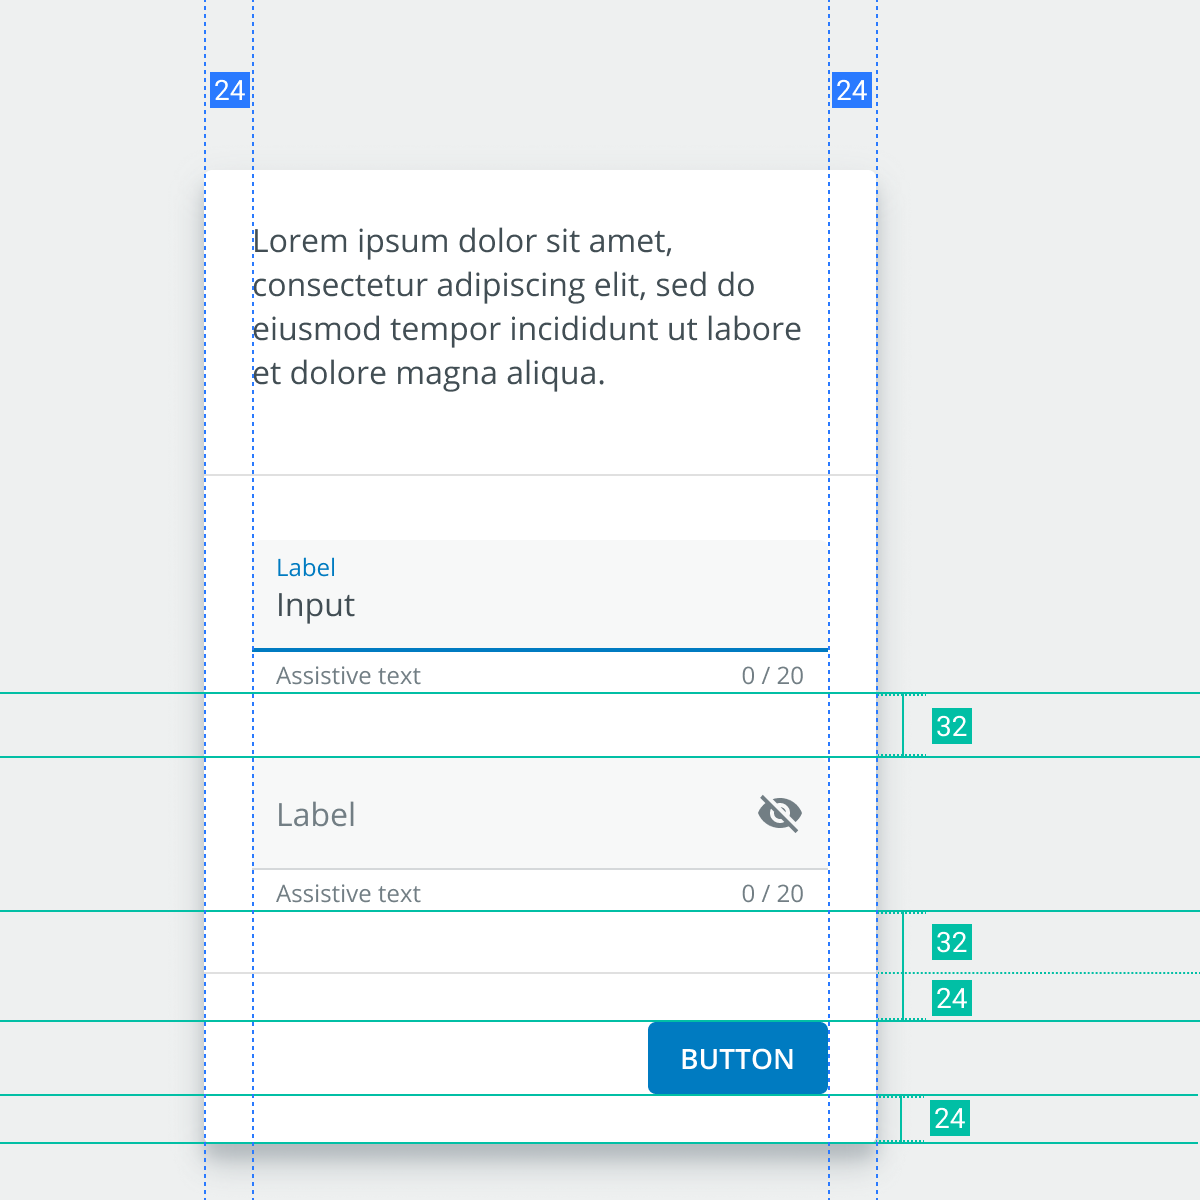 24
24
Lorem ipsum dolor sit amet,
consectetur adipiscing elit, sed do
eiusmod tempor incididunt ut labore
et dolore magna aliqua.
Label
Input
Assistive text
0 / 20
32
Label
Assistive text
0 / 20
32
24
BUTTON
24